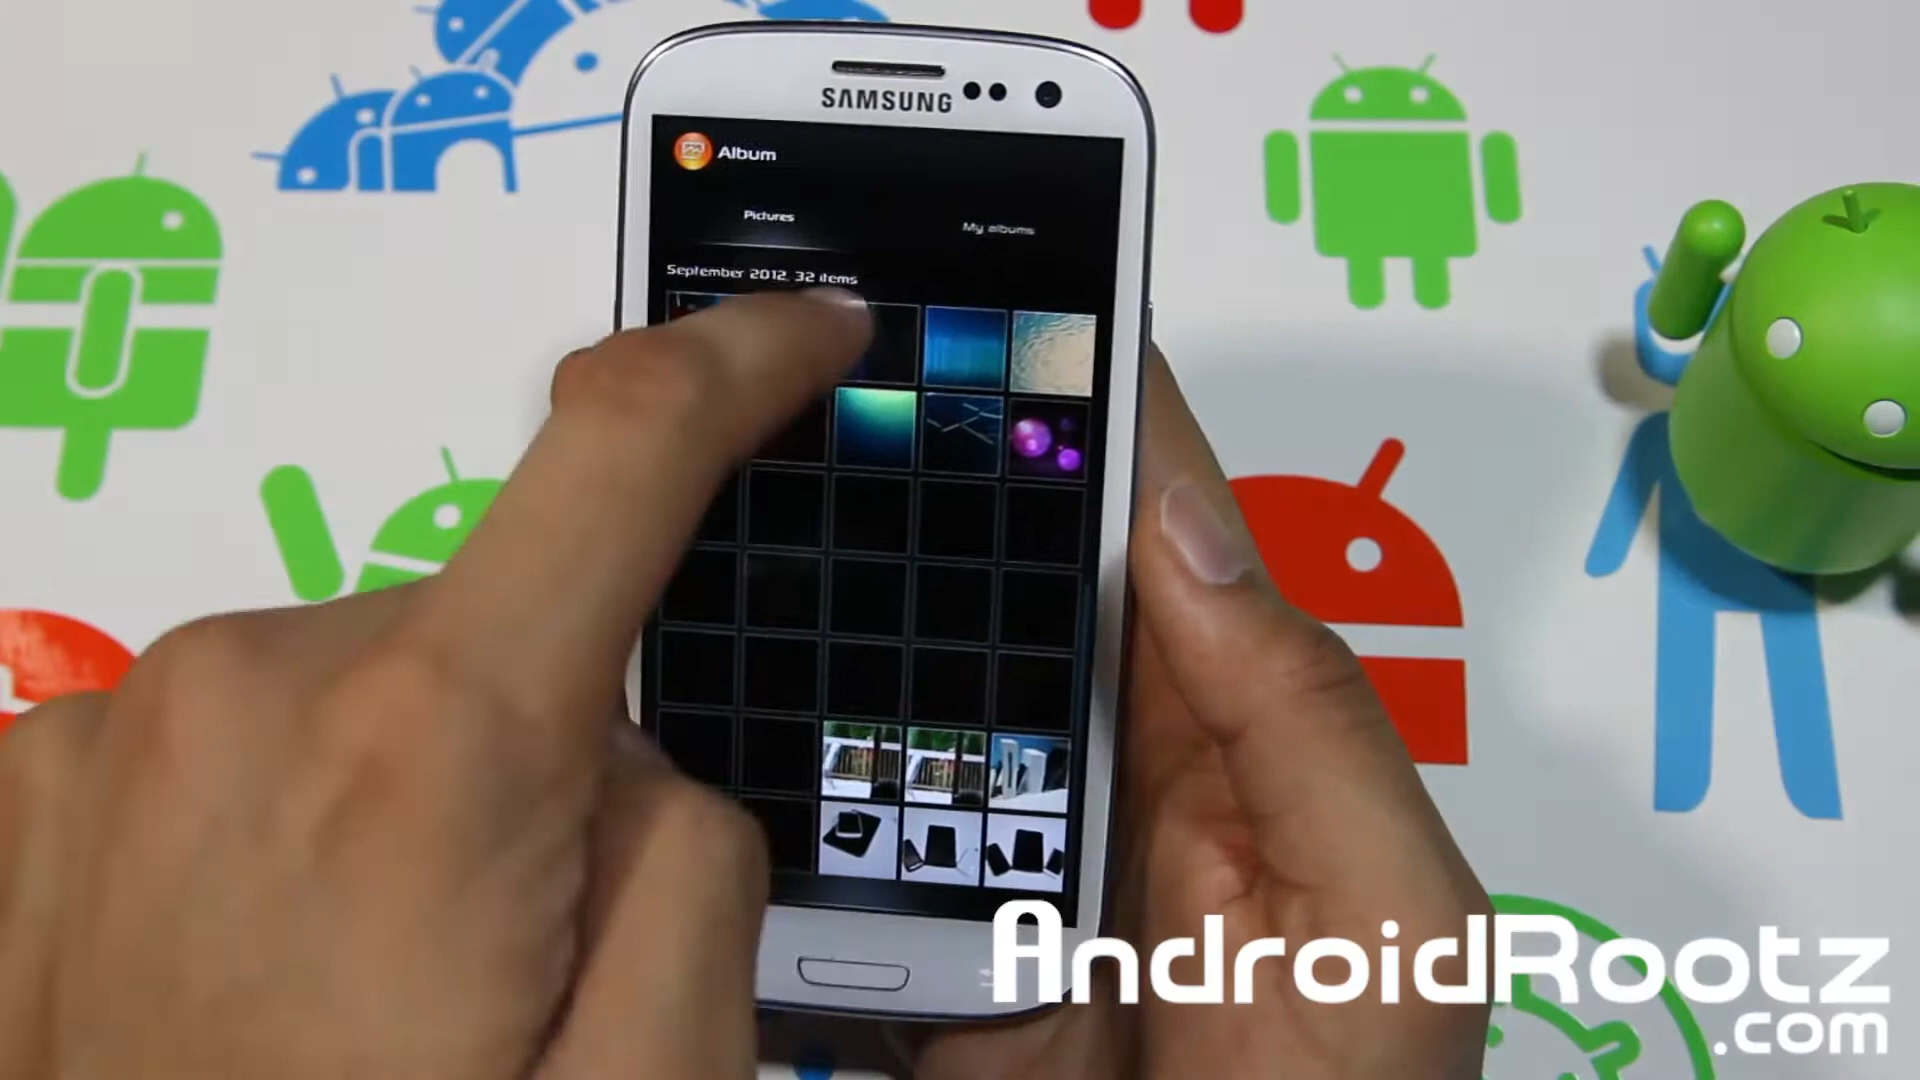 SAMSUNG
Album
Pictures
My albums
September 2012, 32 items
AndroidRootz
.com